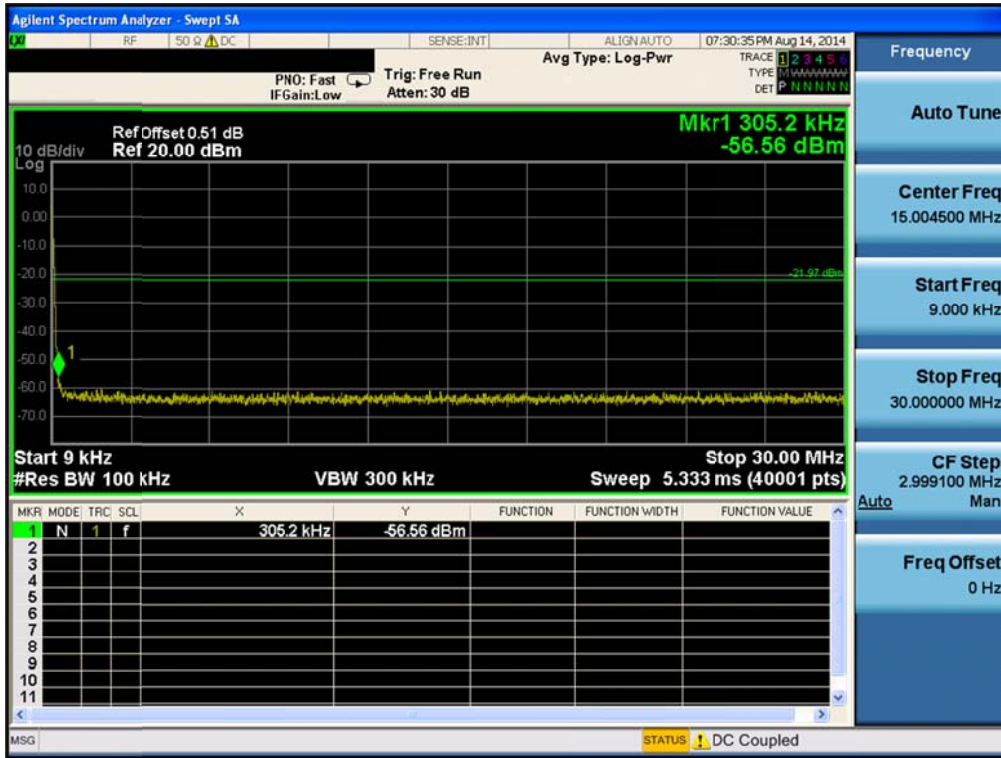 Agilent Spectrum Analyzer - Swept SA
LXI RF 50 Ω DC SENSE:INT ALIGN AUTO 07:30:35 PM Aug 14, 2014
Avg Type: Log-Pwr
TRACE 1 2 3 4 5 6
TYPE M
DET P N N N N N
PNO: Fast
IFGain:Low
Trig: Free Run
Atten: 30 dB
Mkr1 305.2 kHz
-56.56 dBm
Ref Offset 0.51 dB
10 dB/div Ref 20.00 dBm
Log
10.0
0.00
-10.0
-20.0
-21.97 dBm
-30.0
-40.0
-50.0
1
-60.0
-70.0
Start 9 kHz Stop 30.00 MHz
#Res BW 100 kHz VBW 300 kHz Sweep 5.333 ms (40001 pts)
MKR MODE TRC SCL X Y FUNCTION FUNCTION WIDTH FUNCTION VALUE
1 N 1 f 305.2 kHz -56.56 dBm
2
3
4
5
6
7
8
9
10
11
MSG STATUS DC Coupled
Frequency
Auto Tune
Center Freq
15.004500 MHz
Start Freq
9.000 kHz
Stop Freq
30.000000 MHz
CF Step
2.999100 MHz
Auto Man
Freq Offset
0 Hz